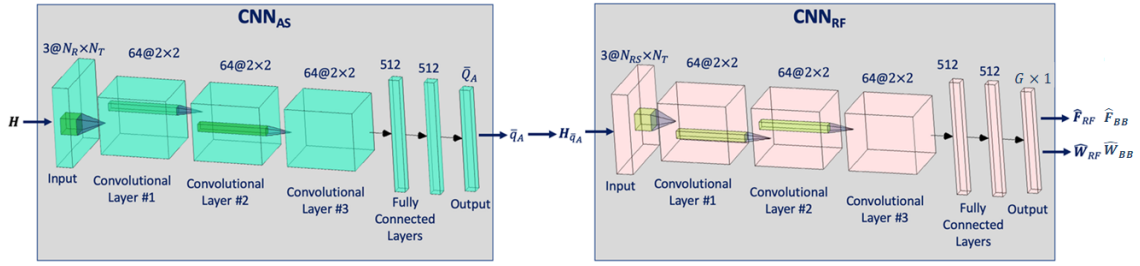 CNN_AS
3@N_R×N_T
64@2×2
64@2×2
64@2×2
512
512
Q̄_A
H
Input
Convolutional
Layer #1
Convolutional
Layer #2
Convolutional
Layer #3
Fully
Connected
Layers
Output
q̄_A
H_q̄_A
CNN_RF
3@N_RS×N_T
64@2×2
64@2×2
64@2×2
512
512
G × 1
Input
Convolutional
Layer #1
Convolutional
Layer #2
Convolutional
Layer #3
Fully
Connected
Layers
Output
F̂_RF F̂_BB
Ŵ_RF Ŵ_BB